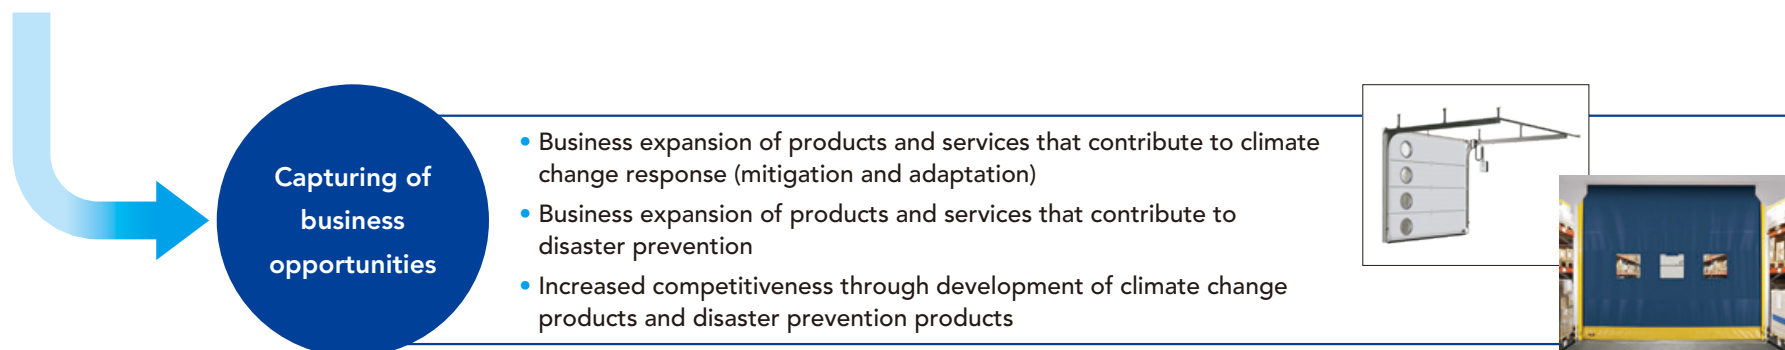 Capturing of
business
opportunities
• Business expansion of products and services that contribute to climate
change response (mitigation and adaptation)
• Business expansion of products and services that contribute to
disaster prevention
• Increased competitiveness through development of climate change
products and disaster prevention products